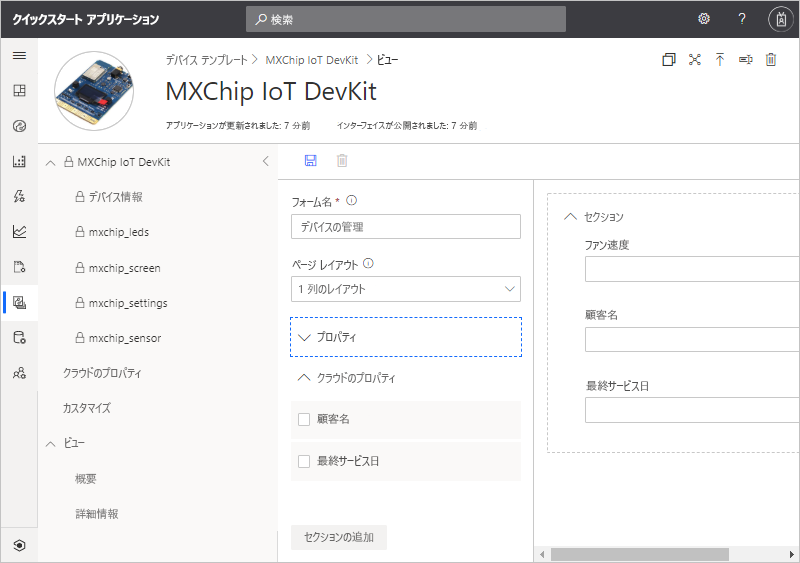 クイックスタート アプリケーション
検索
?
A
デバイス テンプレート > MXChip IoT DevKit > ビュー
MXChip IoT DevKit
アプリケーションが更新されました: 7 分前 インターフェイスが公開されました: 7 分前
MXChip IoT DevKit
デバイス情報
mxchip_leds
mxchip_screen
mxchip_settings
mxchip_sensor
クラウドのプロパティ
カスタマイズ
ビュー
概要
詳細情報
フォーム名 *
デバイスの管理
ページ レイアウト
1 列のレイアウト
プロパティ
クラウドのプロパティ
顧客名
最終サービス日
セクションの追加
セクション
ファン速度
顧客名
最終サービス日